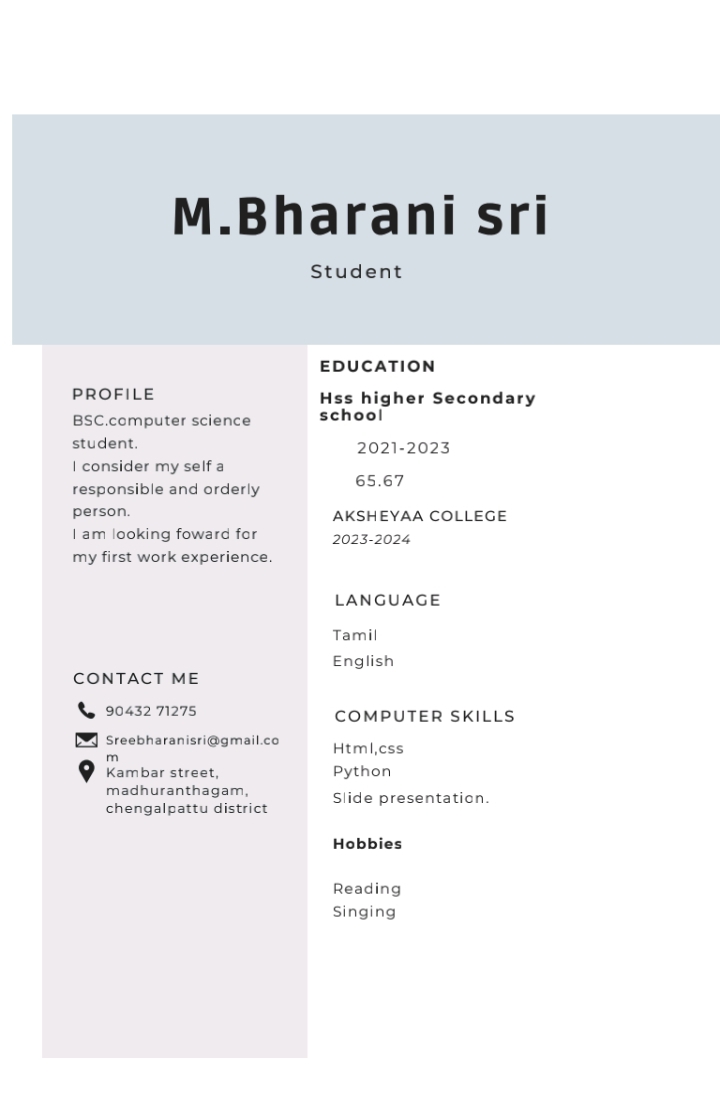 M.Bharani sri
Student
PROFILE
BSC.computer science
student.
I consider my self a
responsible and orderly
person.
I am looking foward for
my first work experience.
CONTACT ME
90432 71275
Sreebharanisri@gmail.co
m
Kambar street,
madhuranthagam,
chengalpattu district
EDUCATION
Hss higher Secondary
school
2021-2023
65.67
AKSHEYAA COLLEGE
2023-2024
LANGUAGE
Tamil
English
COMPUTER SKILLS
Html,css
Python
Slide presentation.
Hobbies
Reading
Singing